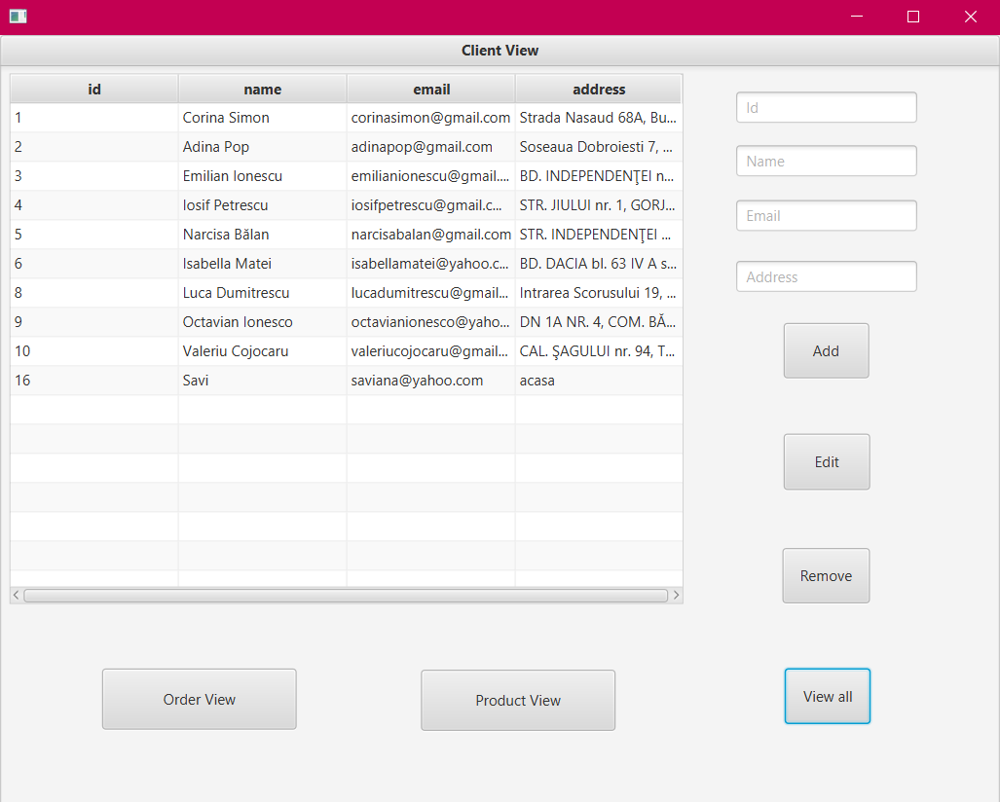 Client View
id name email address
1 Corina Simon corinasimon@gmail.com Strada Nasaud 68A, Bu...
2 Adina Pop adinapop@gmail.com Soseaua Dobroiesti 7, ...
3 Emilian Ionescu emilianionescu@gmail.... BD. INDEPENDENŢEI n...
4 Iosif Petrescu iosifpetrescu@gmail.c... STR. JIULUI nr. 1, GORJ...
5 Narcisa Bălan narcisabalan@gmail.com STR. INDEPENDENŢEI ...
6 Isabella Matei isabellamatei@yahoo.c... BD. DACIA bl. 63 IV A s...
8 Luca Dumitrescu lucadumitrescu@gmail... Intrarea Scorusului 19, ...
9 Octavian Ionesco octavianionesco@yaho... DN 1A NR. 4, COM. BĂ...
10 Valeriu Cojocaru valeriucojocaru@gmail... CAL. ŞAGULUI nr. 94, T...
16 Savi saviana@yahoo.com acasa
Id
Name
Email
Address
Add
Edit
Remove
Order View
Product View
View all